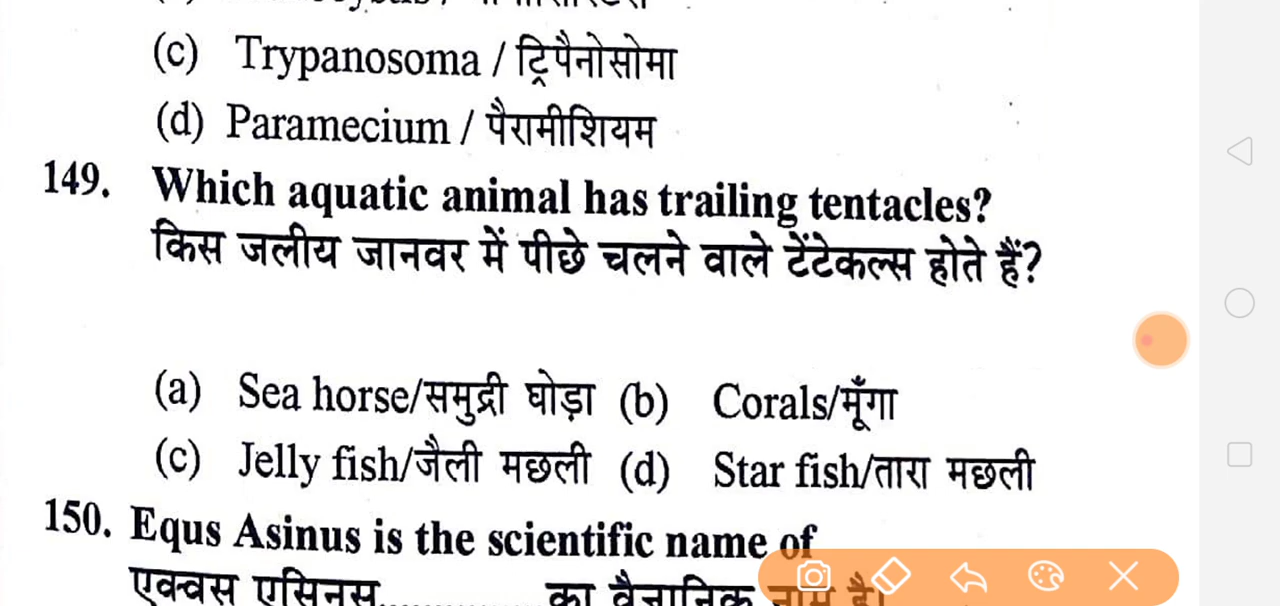 (c) Trypanosoma / ट्रिपैनोसोमा
(d) Paramecium / पैरामीशियम
149. Which aquatic animal has trailing tentacles?
किस जलीय जानवर में पीछे चलने वाले टेंटेकल्स होते हैं?
(a) Sea horse/समुद्री घोड़ा (b) Corals/मूँगा
(c) Jelly fish/जैली मछली (d) Star fish/तारा मछली
150. Equs Asinus is the scientific name of
एक्वस एसिनस.............. का वैज्ञानिक नाम है।